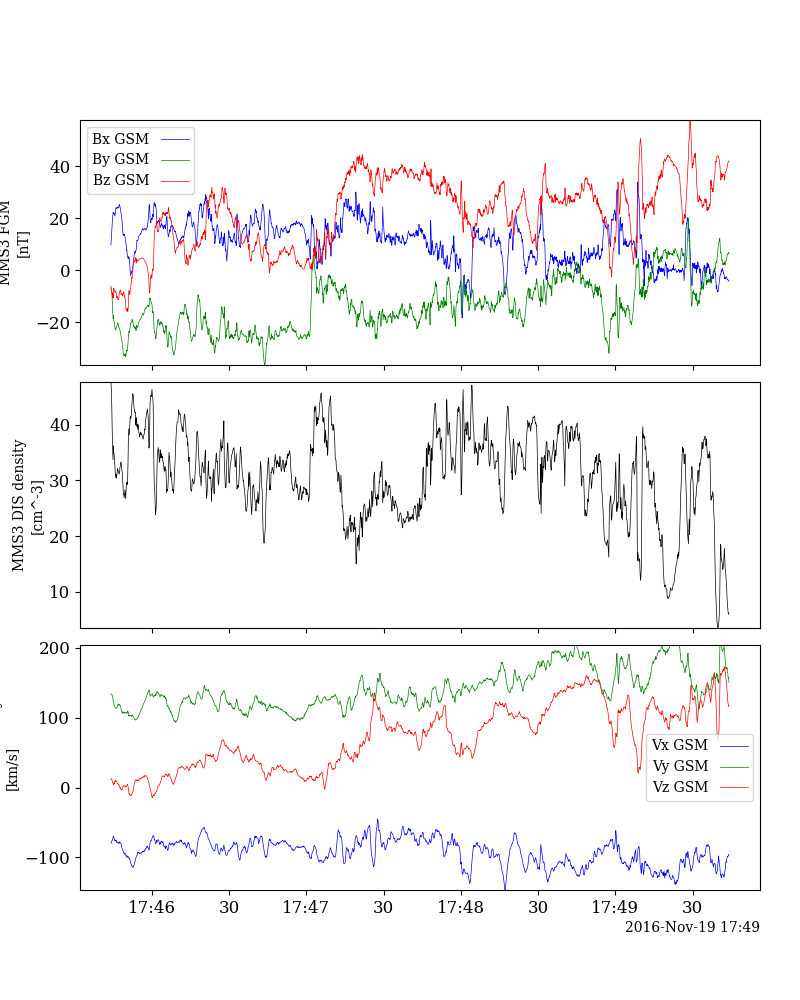 Bx GSM
By GSM
Bz GSM
40
20
0
−20
MMS3 FGM
[nT]
40
30
20
10
MMS3 DIS density
[cm^-3]
200
100
0
−100
[km/s]
Vx GSM
Vy GSM
Vz GSM
17:46
30
17:47
30
17:48
30
17:49
30
2016-Nov-19 17:49